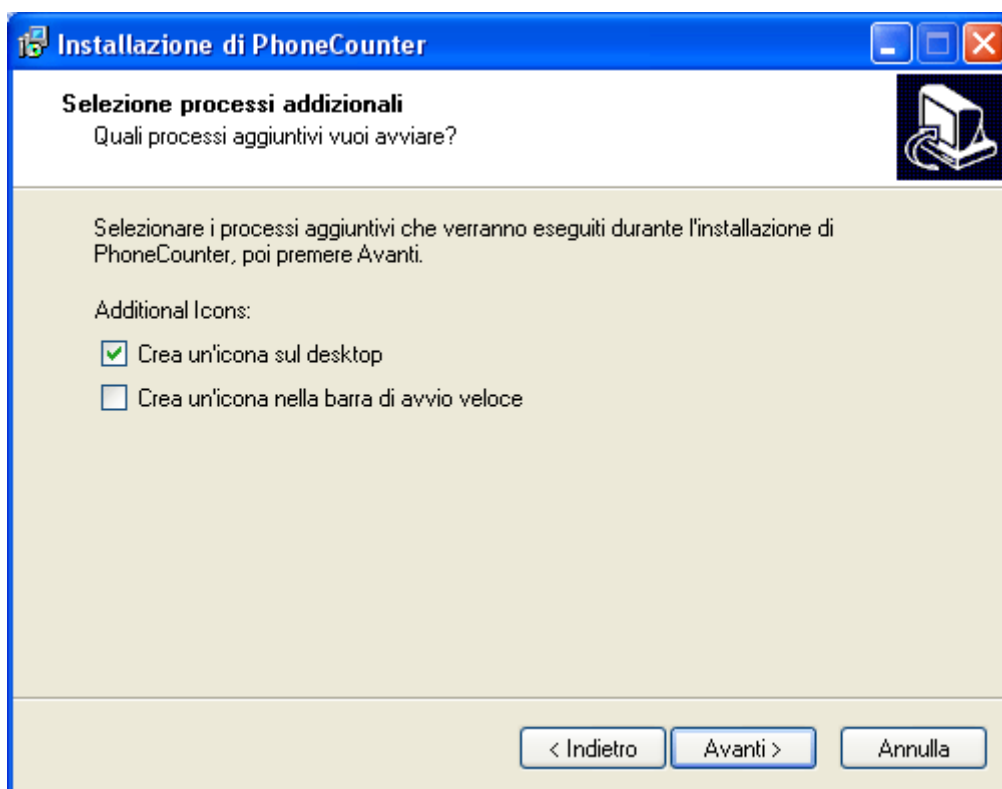 Installazione di PhoneCounter
Selezione processi addizionali
Quali processi aggiuntivi vuoi avviare?
Selezionare i processi aggiuntivi che verranno eseguiti durante l'installazione di
PhoneCounter, poi premere Avanti.
Additional Icons:
Crea un'icona sul desktop
Crea un'icona nella barra di avvio veloce
< Indietro Avanti > Annulla